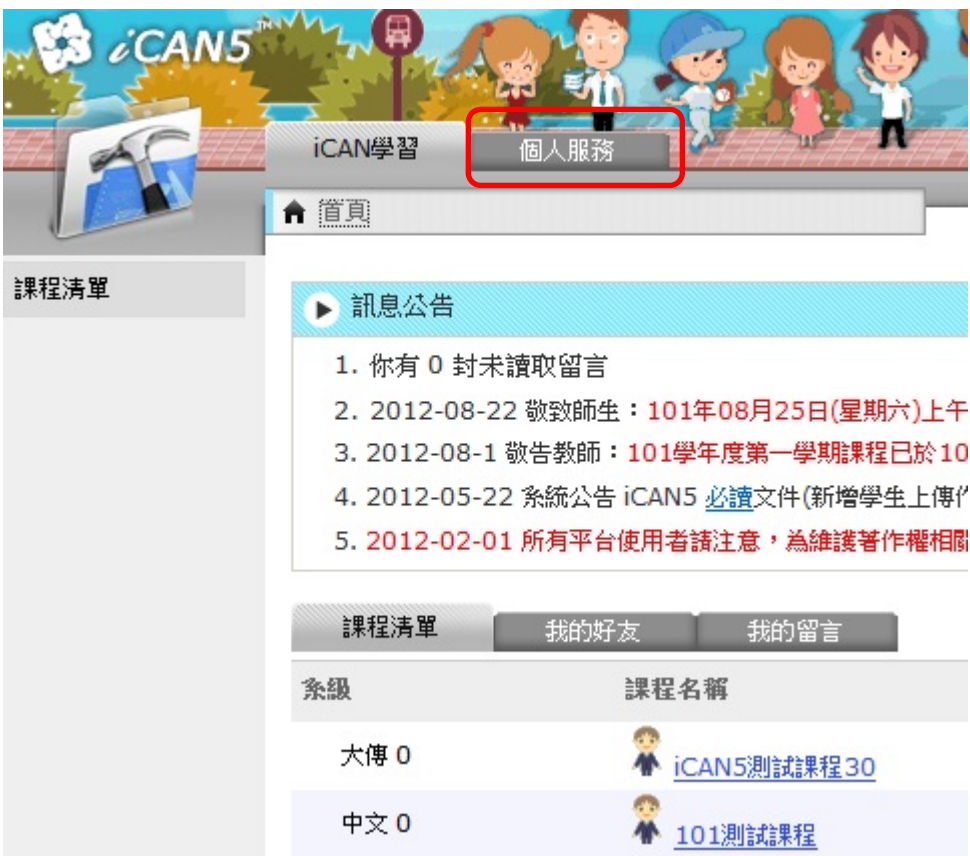 iCAN5™
iCAN學習
個人服務
首頁
課程清單
訊息公告
1. 你有 0 封未讀取留言
2. 2012-08-22 敬致師生：101年08月25日(星期六)上午
3. 2012-08-1 敬告教師：101學年度第一學期課程已於10
4. 2012-05-22 系統公告 iCAN5 必讀文件(新增學生上傳作
5. 2012-02-01 所有平台使用者請注意，為維護著作權相關
課程清單
我的好友
我的留言
系級
課程名稱
大傳 0
iCAN5測試課程30
中文 0
101測試課程